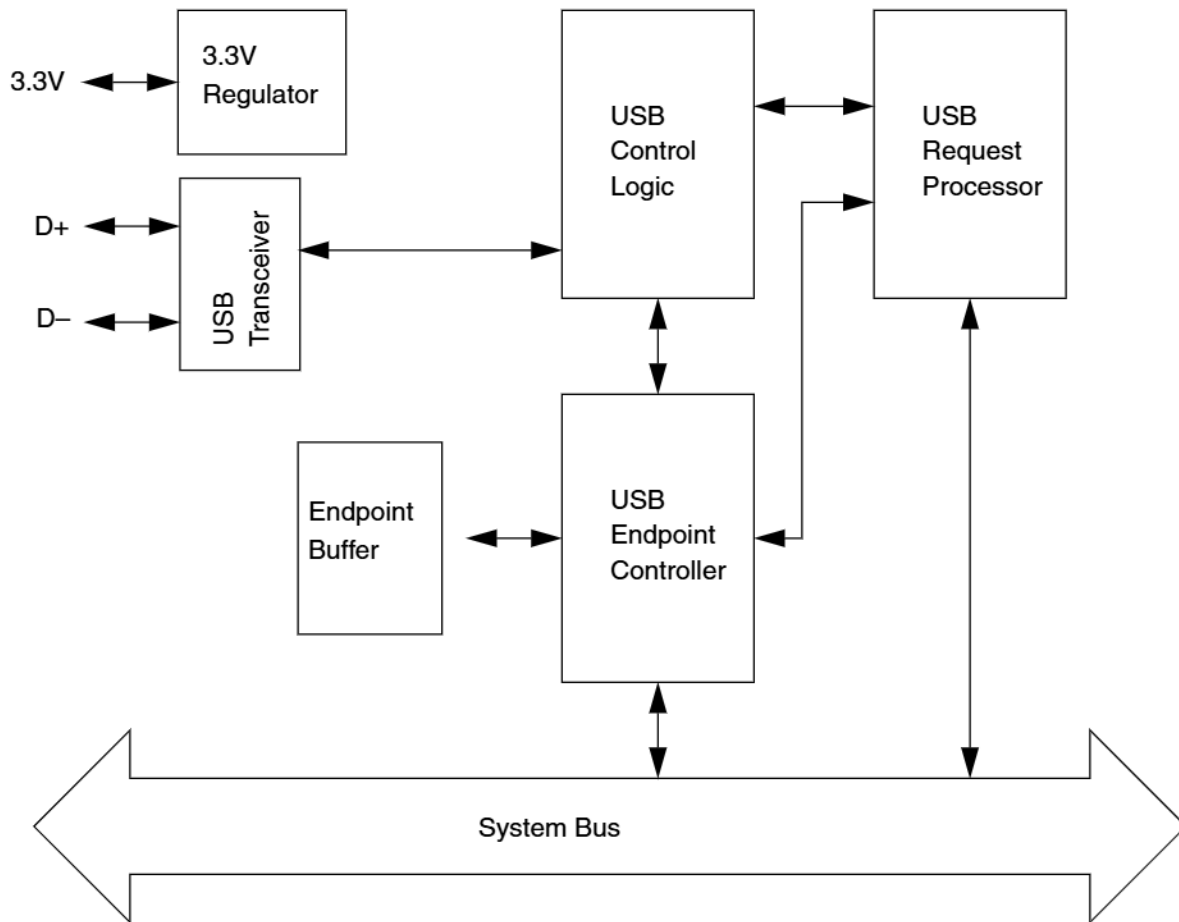 3.3V
3.3V
Regulator
D+
D–
USB
Transceiver
USB
Control
Logic
USB
Request
Processor
Endpoint
Buffer
USB
Endpoint
Controller
System Bus